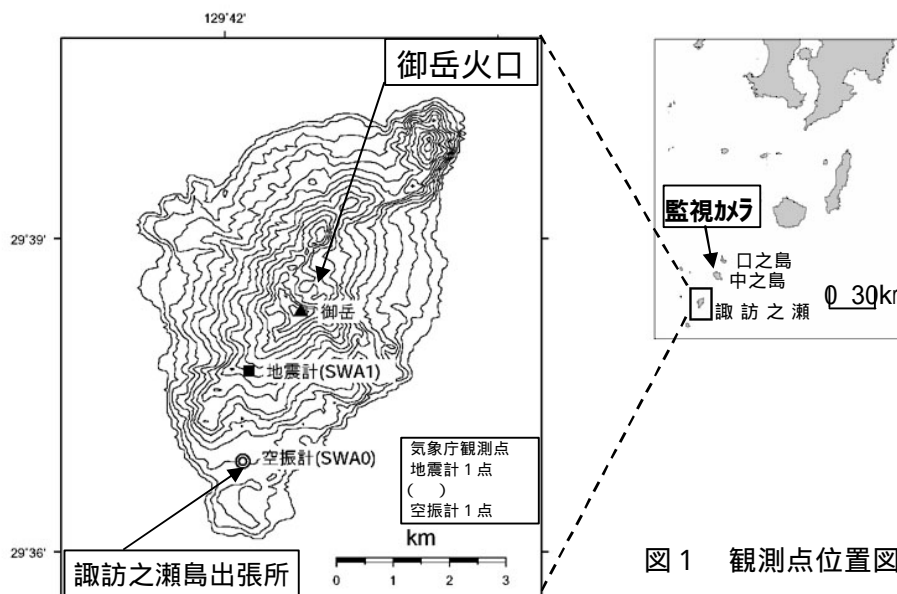 129°42'
御岳火口
29°39'
御岳
地震計(SWA1)
空振計(SWA0)
気象庁観測点
地震計1点
(　)
空振計1点
29°36'
km
0 1 2 3
諏訪之瀬島出張所
監視カメラ
口之島
中之島
諏訪之瀬
0 30km
図1　観測点位置図